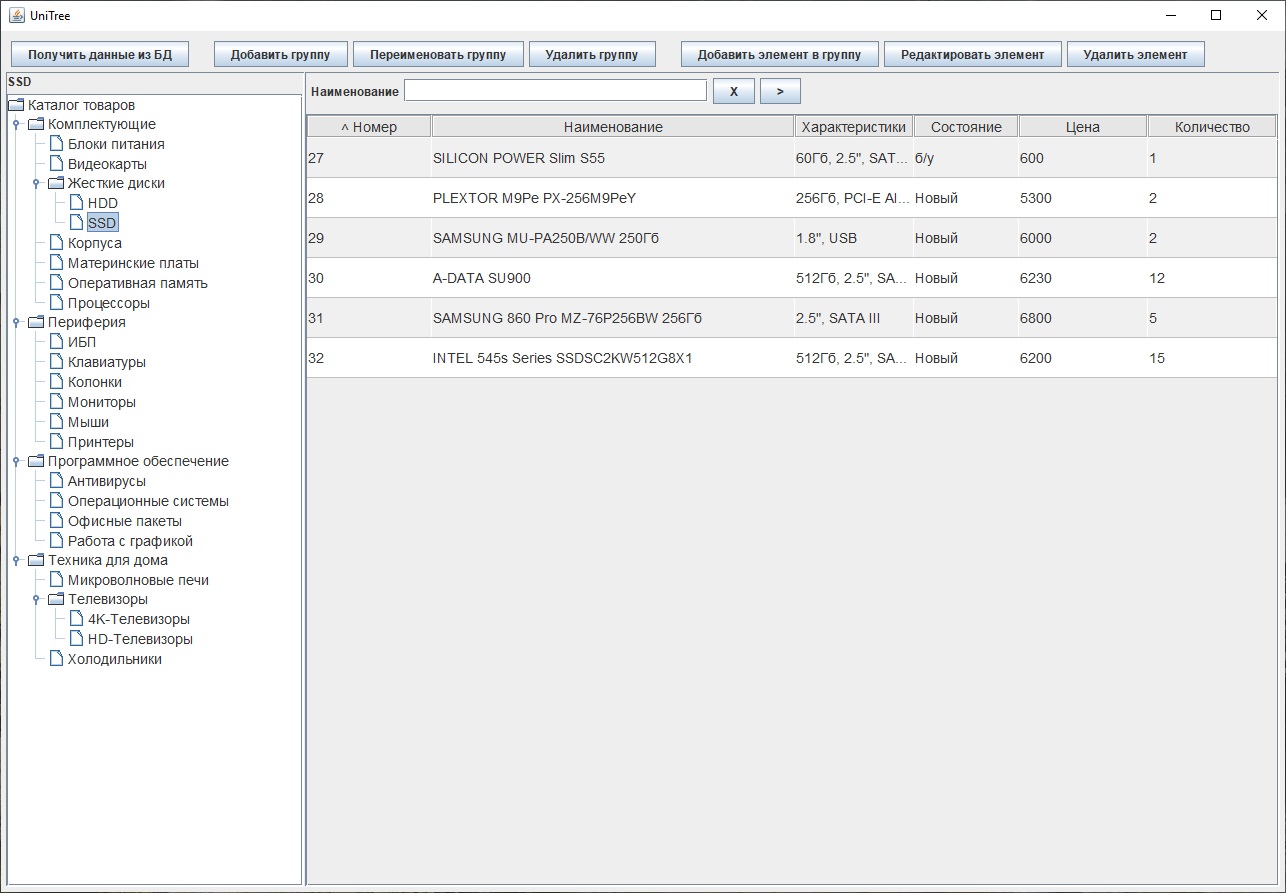 UniTree
Получить данные из БД Добавить группу Переименовать группу Удалить группу Добавить элемент в группу Редактировать элемент Удалить элемент
SSD
Каталог товаров
Комплектующие
Блоки питания
Видеокарты
Жесткие диски
HDD
SSD
Корпуса
Материнские платы
Оперативная память
Процессоры
Периферия
ИБП
Клавиатуры
Колонки
Мониторы
Мыши
Принтеры
Программное обеспечение
Антивирусы
Операционные системы
Офисные пакеты
Работа с графикой
Техника для дома
Микроволновые печи
Телевизоры
4K-Телевизоры
HD-Телевизоры
Холодильники
Наименование X >
^ Номер Наименование Характеристики Состояние Цена Количество
27 SILICON POWER Slim S55 60Гб, 2.5", SAT... б/у 600 1
28 PLEXTOR M9Pe PX-256M9PeY 256Гб, PCI-E AI... Новый 5300 2
29 SAMSUNG MU-PA250B/WW 250Гб 1.8", USB Новый 6000 2
30 A-DATA SU900 512Гб, 2.5", SA... Новый 6230 12
31 SAMSUNG 860 Pro MZ-76P256BW 256Гб 2.5", SATA III Новый 6800 5
32 INTEL 545s Series SSDSC2KW512G8X1 512Гб, 2.5", SA... Новый 6200 15